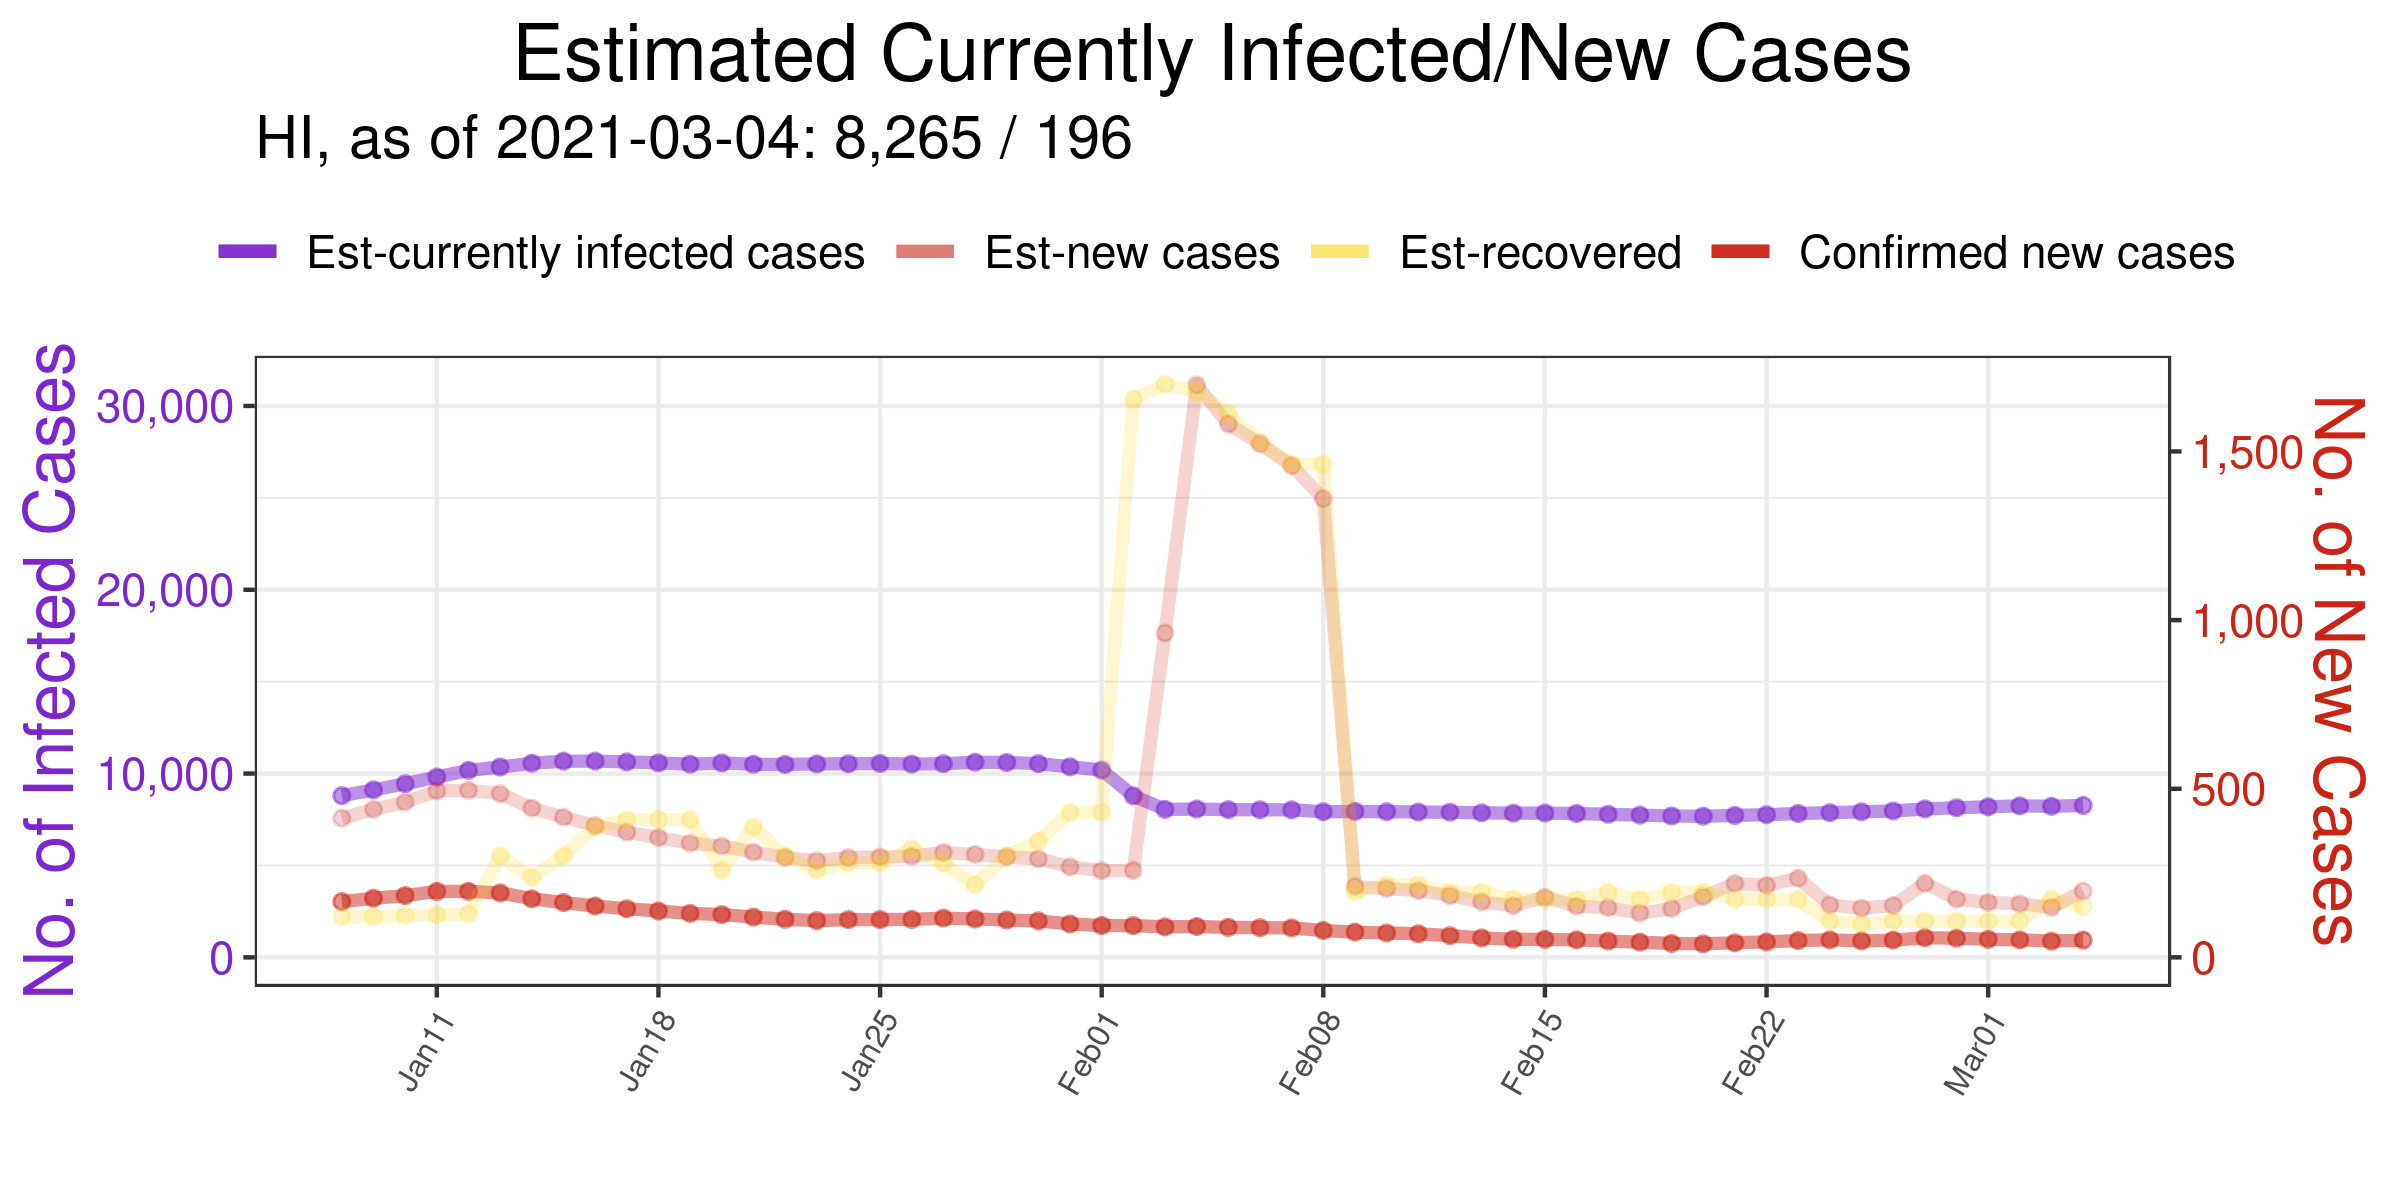 Estimated Currently Infected/New Cases
HI, as of 2021-03-04: 8,265 / 196
Est-currently infected cases Est-new cases Est-recovered Confirmed new cases
No. of Infected Cases
30,000
20,000
10,000
0
1,500
1,000
500
0
No. of New Cases
Jan11 Jan18 Jan25 Feb01 Feb08 Feb15 Feb22 Mar01